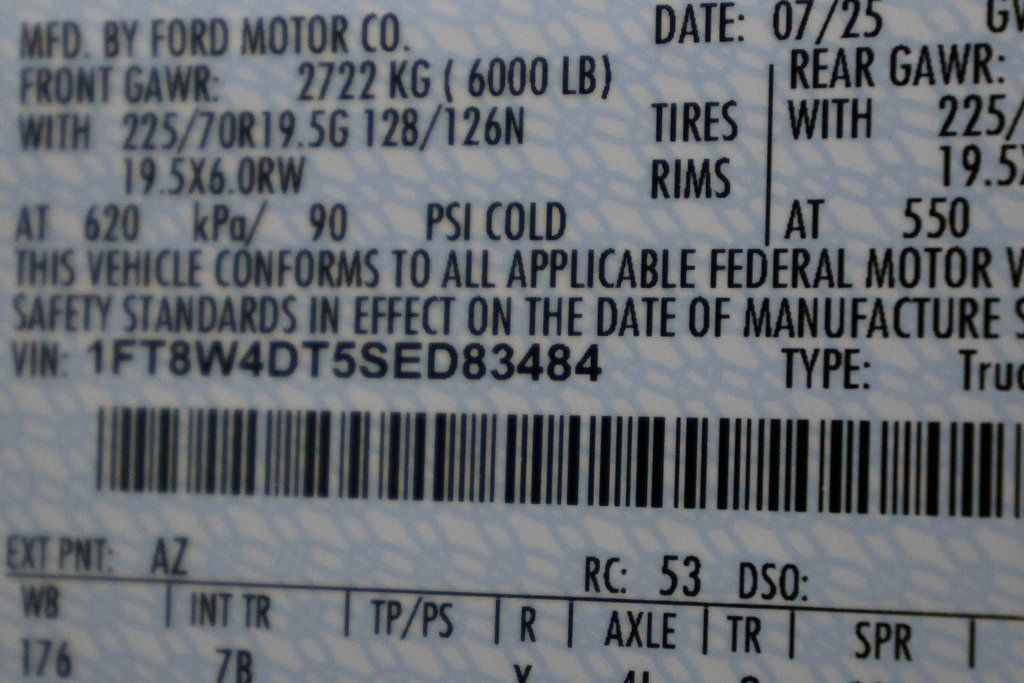 MFD. BY FORD MOTOR CO. DATE: 07/25
FRONT GAWR: 2722 KG ( 6000 LB) REAR GAWR:
WITH 225/70R19.5G 128/126N TIRES WITH 225/
19.5X6.0RW RIMS 19.5
AT 620 kPa/ 90 PSI COLD AT 550
THIS VEHICLE CONFORMS TO ALL APPLICABLE FEDERAL MOTOR
SAFETY STANDARDS IN EFFECT ON THE DATE OF MANUFACTURE
VIN: 1FT8W4DT5SED83484 TYPE: Truc
EXT PNT: AZ RC: 53 DSO:
WB INT TR TP/PS R AXLE TR SPR
176 7B